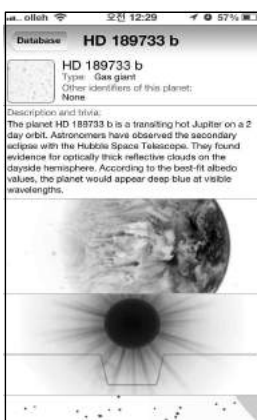 olleh 오전 12:29 57%
Database HD 189733 b
HD 189733 b
Type: Gas giant
Other identifiers of this planet:
None
Description and trivia:
The planet HD 189733 b is a transiting hot Jupiter on a 2
day orbit. Astronomers have observed the secondary
eclipse with the Hubble Space Telescope. They found
evidence for optically thick reflective clouds on the
dayside hemisphere. According to the best-fit albedo
values, the planet would appear deep blue at visible
wavelengths.